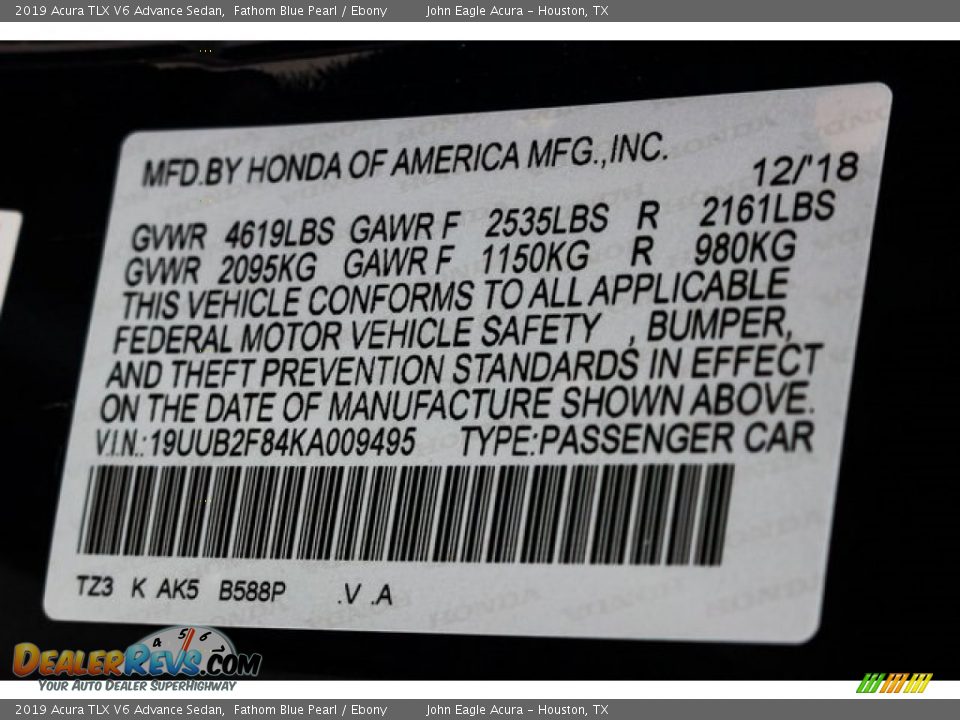 2019 Acura TLX V6 Advance Sedan, Fathom Blue Pearl / Ebony John Eagle Acura - Houston, TX
MFD.BY HONDA OF AMERICA MFG.,INC.
12/'18
GVWR 4619LBS GAWR F 2535LBS R 2161LBS
GVWR 2095KG GAWR F 1150KG R 980KG
THIS VEHICLE CONFORMS TO ALL APPLICABLE
FEDERAL MOTOR VEHICLE SAFETY , BUMPER,
AND THEFT PREVENTION STANDARDS IN EFFECT
ON THE DATE OF MANUFACTURE SHOWN ABOVE.
V.I.N.:19UUB2F84KA009495 TYPE:PASSENGER CAR
TZ3 K AK5 B588P .V .A
4 5 6
DEALERREVS.COM
YOUR AUTO DEALER SUPERHIGHWAY
2019 Acura TLX V6 Advance Sedan, Fathom Blue Pearl / Ebony John Eagle Acura - Houston, TX